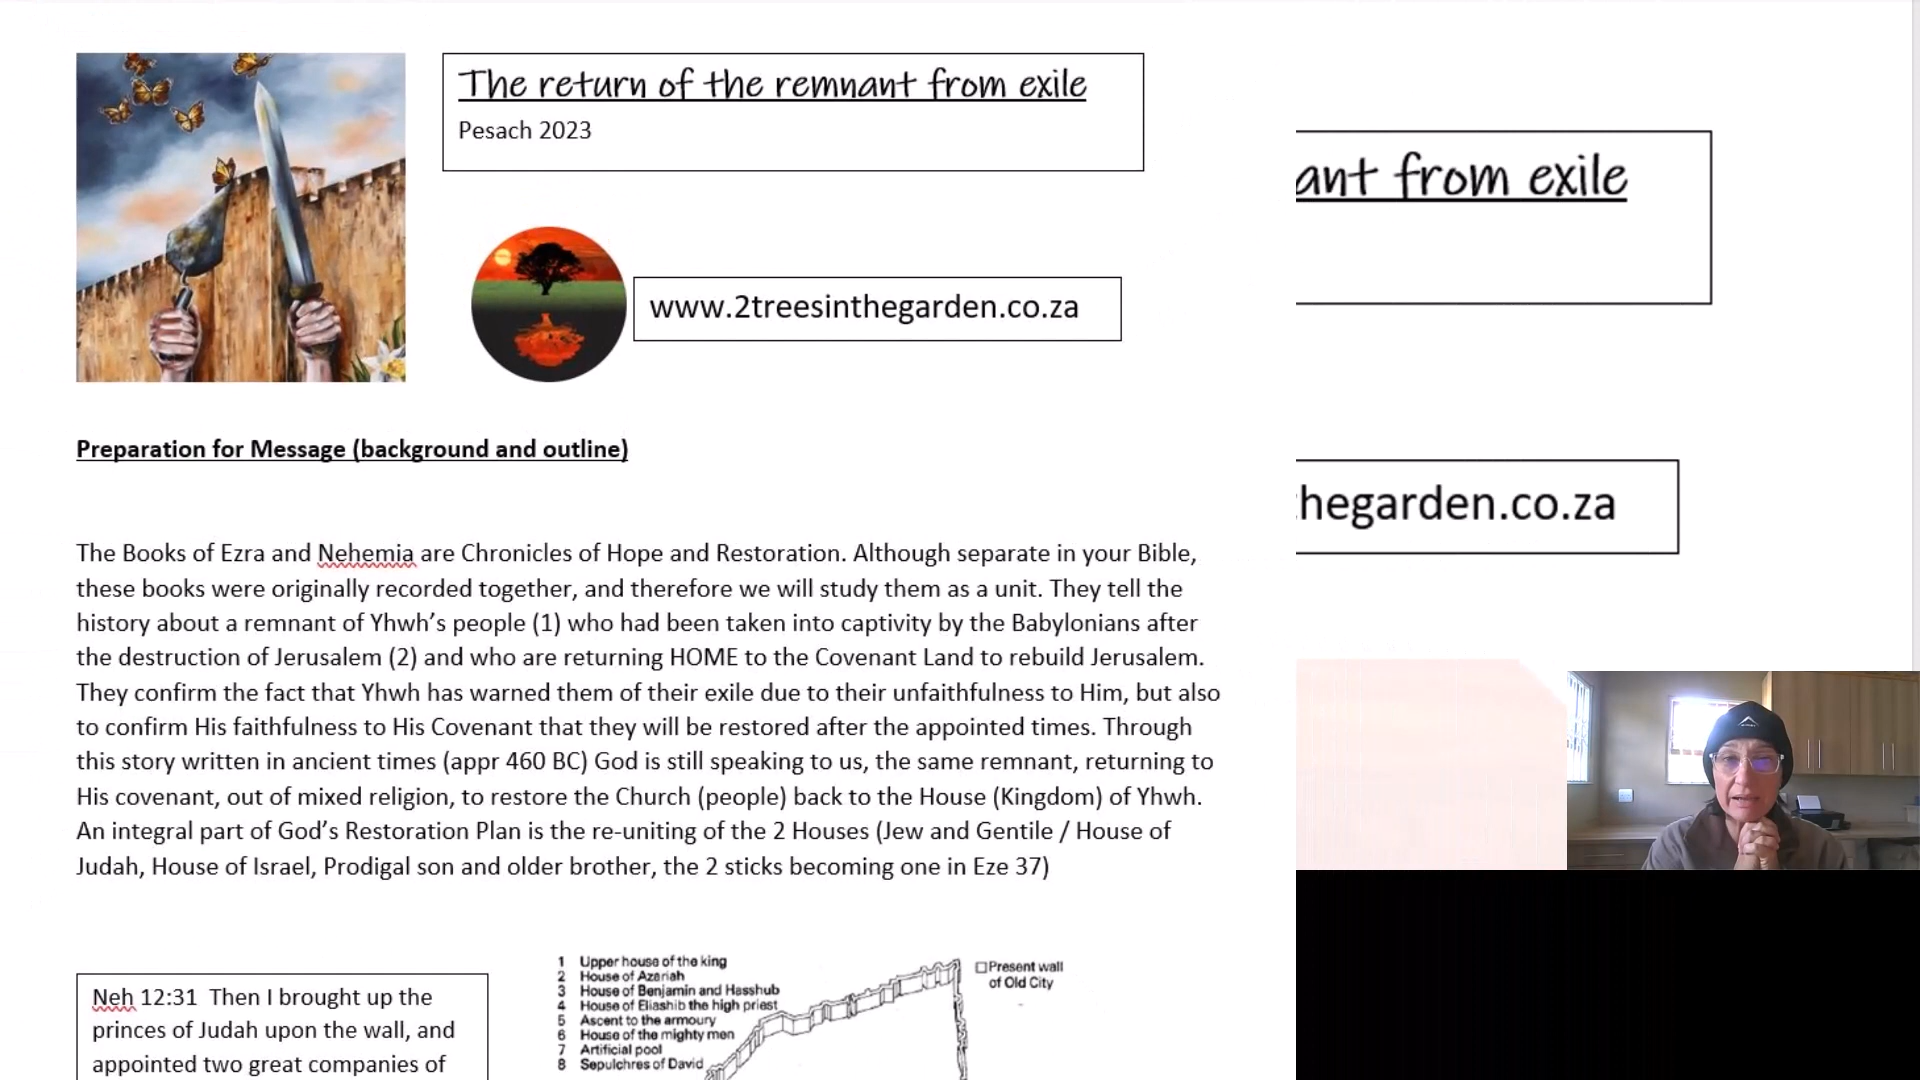 The return of the remnant from exile
Pesach 2023
www.2treesinthegarden.co.za
Preparation for Message (background and outline)
The Books of Ezra and Nehemia are Chronicles of Hope and Restoration. Although separate in your Bible,
these books were originally recorded together, and therefore we will study them as a unit. They tell the
history about a remnant of Yhwh’s people (1) who had been taken into captivity by the Babylonians after
the destruction of Jerusalem (2) and who are returning HOME to the Covenant Land to rebuild Jerusalem.
They confirm the fact that Yhwh has warned them of their exile due to their unfaithfulness to Him, but also
to confirm His faithfulness to His Covenant that they will be restored after the appointed times. Through
this story written in ancient times (appr 460 BC) God is still speaking to us, the same remnant, returning to
His covenant, out of mixed religion, to restore the Church (people) back to the House (Kingdom) of Yhwh.
An integral part of God’s Restoration Plan is the re-uniting of the 2 Houses (Jew and Gentile / House of
Judah, House of Israel, Prodigal son and older brother, the 2 sticks becoming one in Eze 37)
Neh 12:31 Then I brought up the
princes of Judah upon the wall, and
appointed two great companies of
1 Upper house of the king
2 House of Azariah
3 House of Benjamin and Hasshub
4 House of Eliashib the high priest
5 Ascent to the armoury
6 House of the mighty men
7 Artificial pool
8 Sepulchres of David
Present wall
of Old City
ant from exile
hegarden.co.za